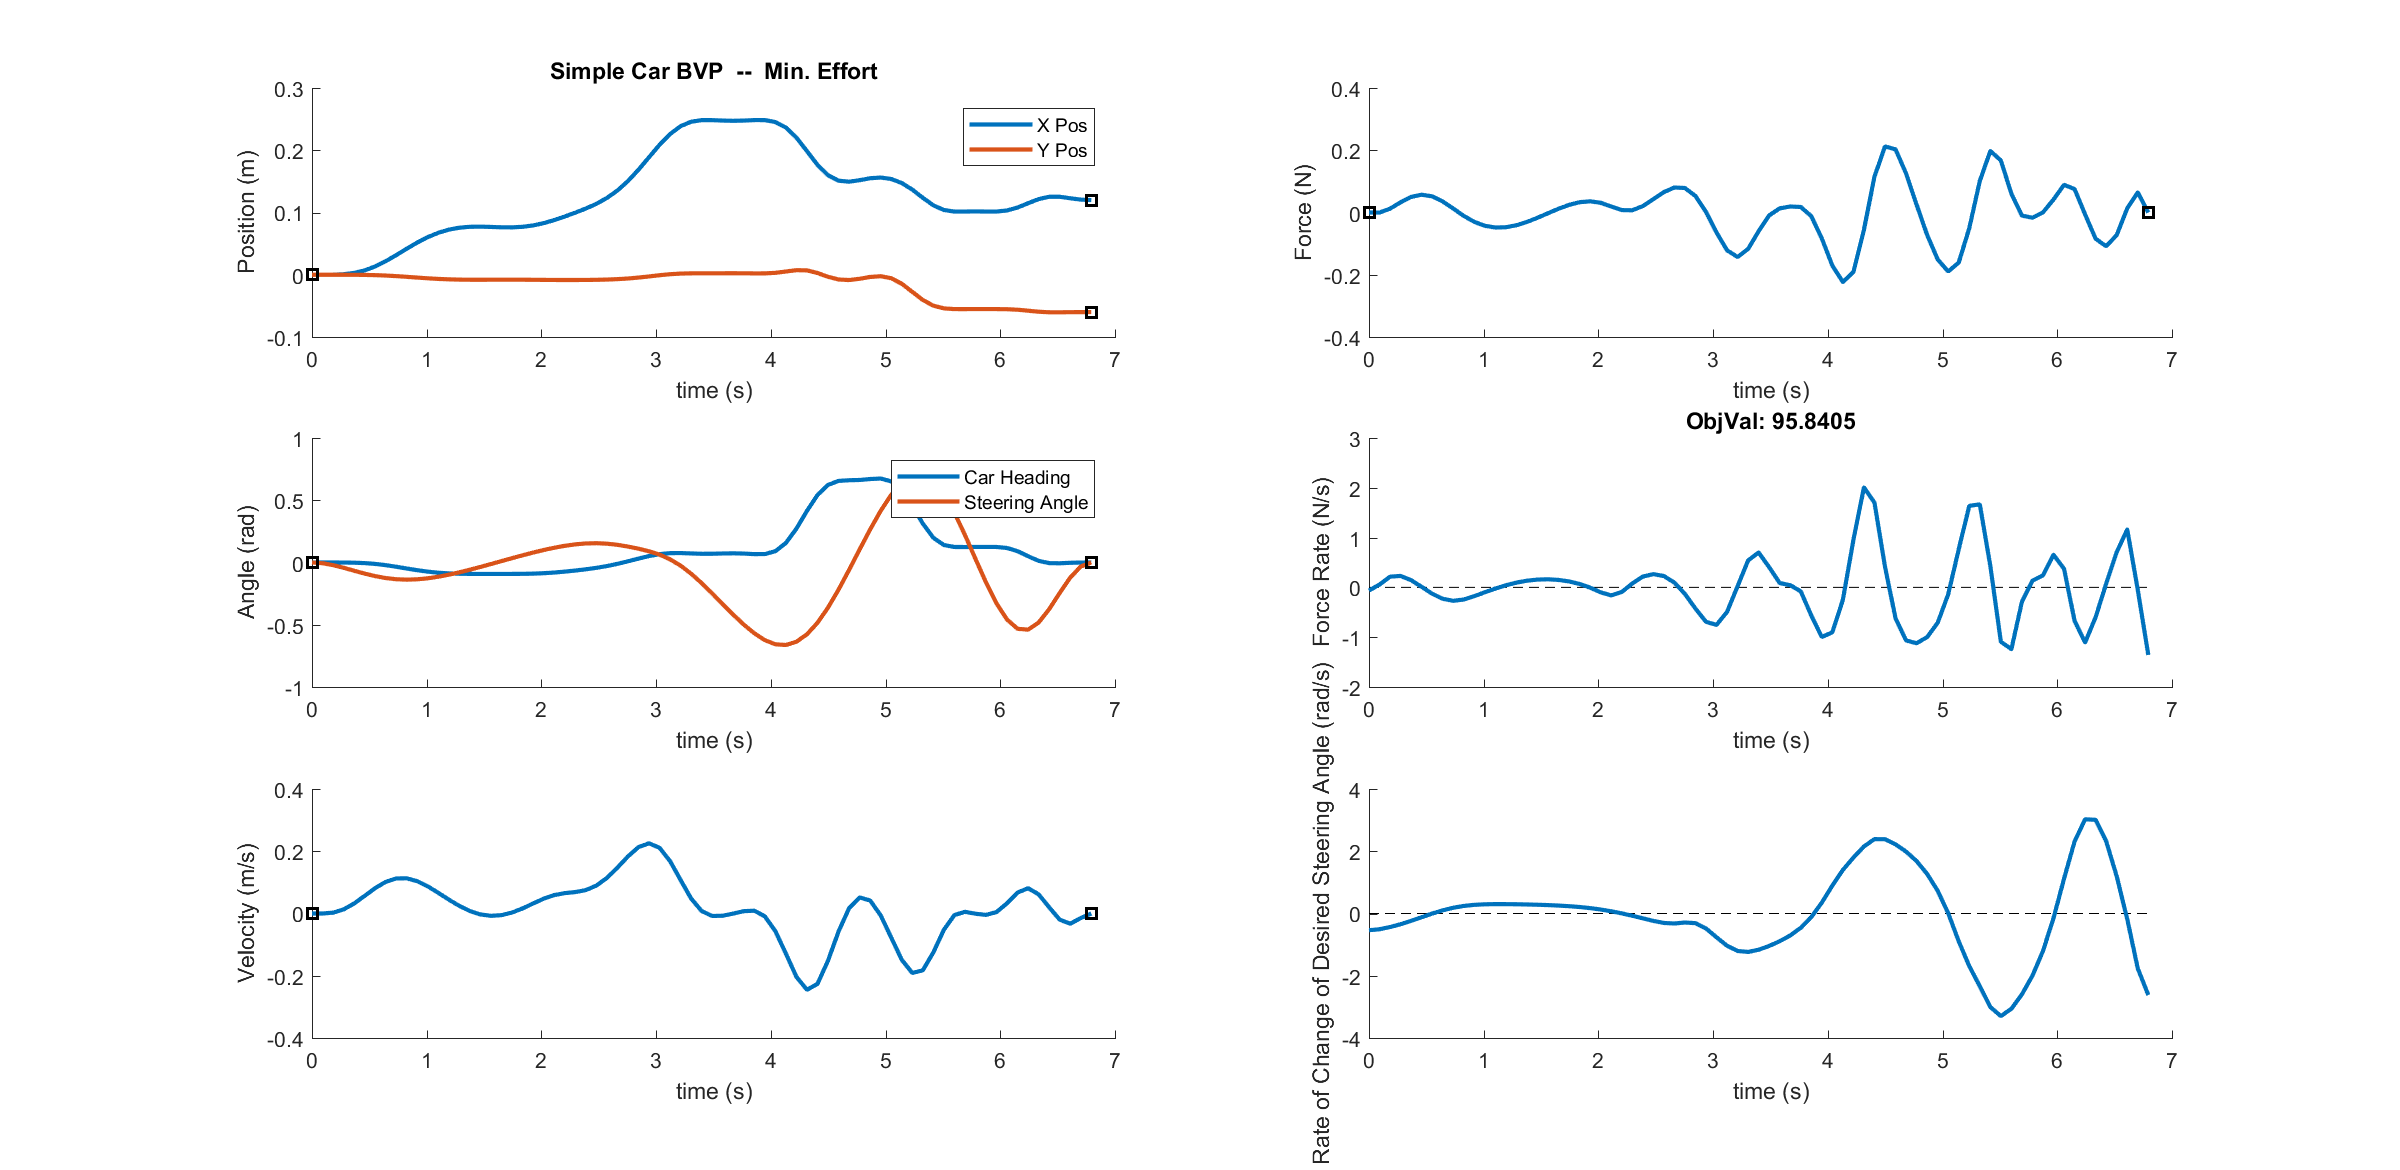 Simple Car BVP -- Min. Effort
0.3
0.2
0.1
0
-0.1
Position (m)
X Pos
Y Pos
0 1 2 3 4 5 6 7
time (s)
0.4
0.2
0
-0.2
-0.4
Force (N)
0 1 2 3 4 5 6 7
time (s)
1
0.5
0
-0.5
-1
Angle (rad)
Car Heading
Steering Angle
0 1 2 3 4 5 6 7
time (s)
ObjVal: 95.8405
3
2
1
0
-1
-2
Force Rate (N/s)
0 1 2 3 4 5 6 7
time (s)
0.4
0.2
0
-0.2
-0.4
Velocity (m/s)
0 1 2 3 4 5 6 7
time (s)
4
2
0
-2
-4
Rate of Change of Desired Steering Angle (rad/s)
0 1 2 3 4 5 6 7
time (s)